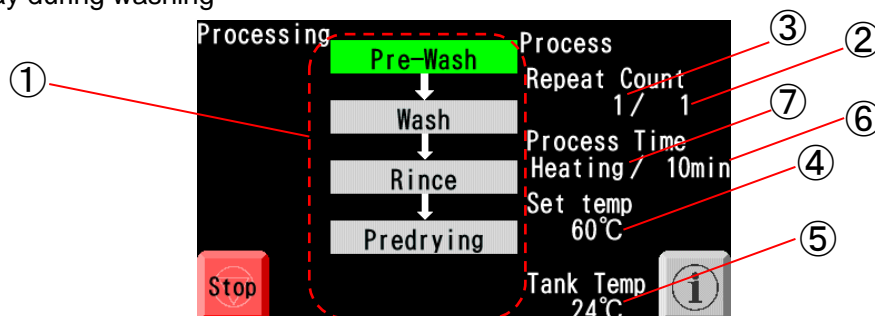 ay during washing
Processing
Pre-Wash
Wash
Rince
Predrying
Process
Repeat Count
1/ 1
Process Time
Heating/ 10min
Set temp
60℃
Tank Temp
24℃
Stop
i
①
③
②
⑦
⑥
④
⑤